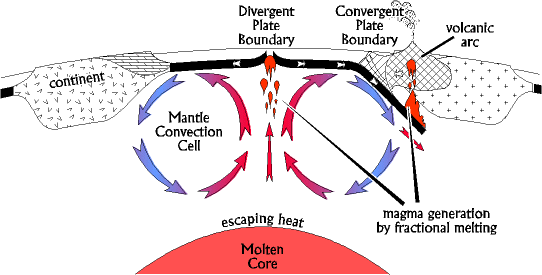 Divergent
Plate
Boundary
Convergent
Plate
Boundary
volcanic
arc
continent
Mantle
Convection
Cell
magma generation
by fractional melting
escaping heat
Molten
Core